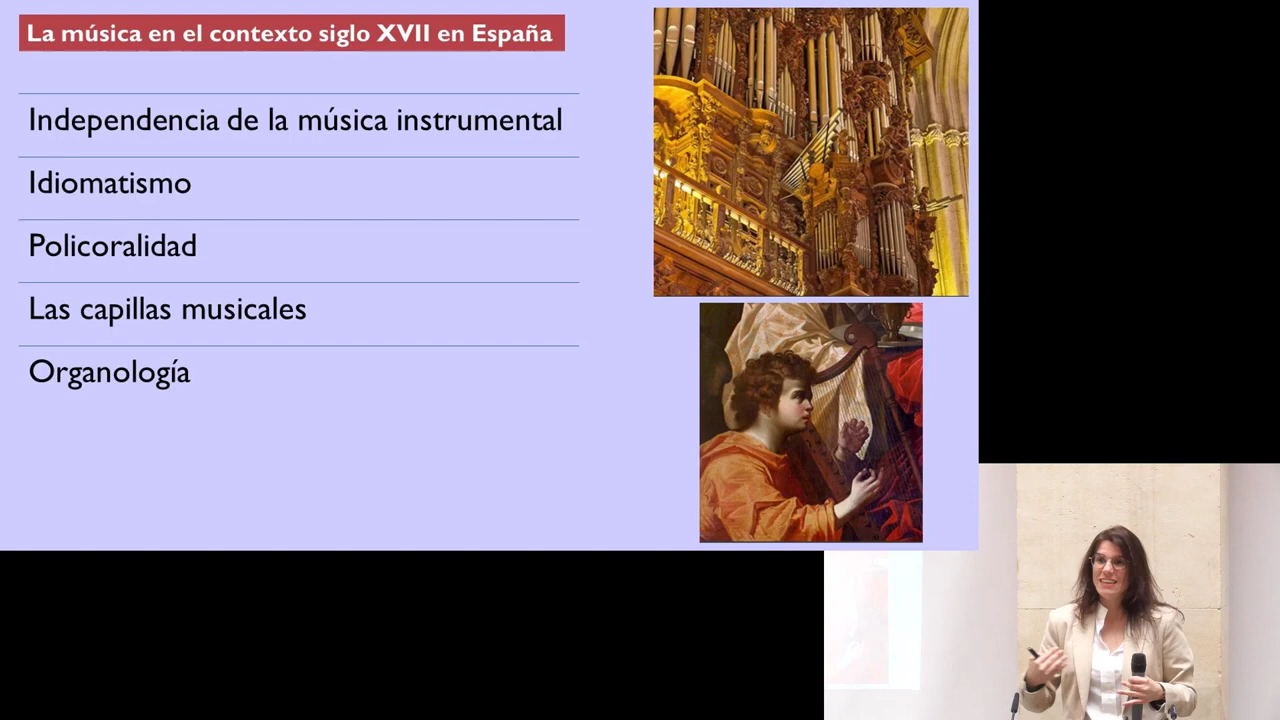 La música en el contexto siglo XVII en España
Independencia de la música instrumental
Idiomatismo
Policoralidad
Las capillas musicales
Organología